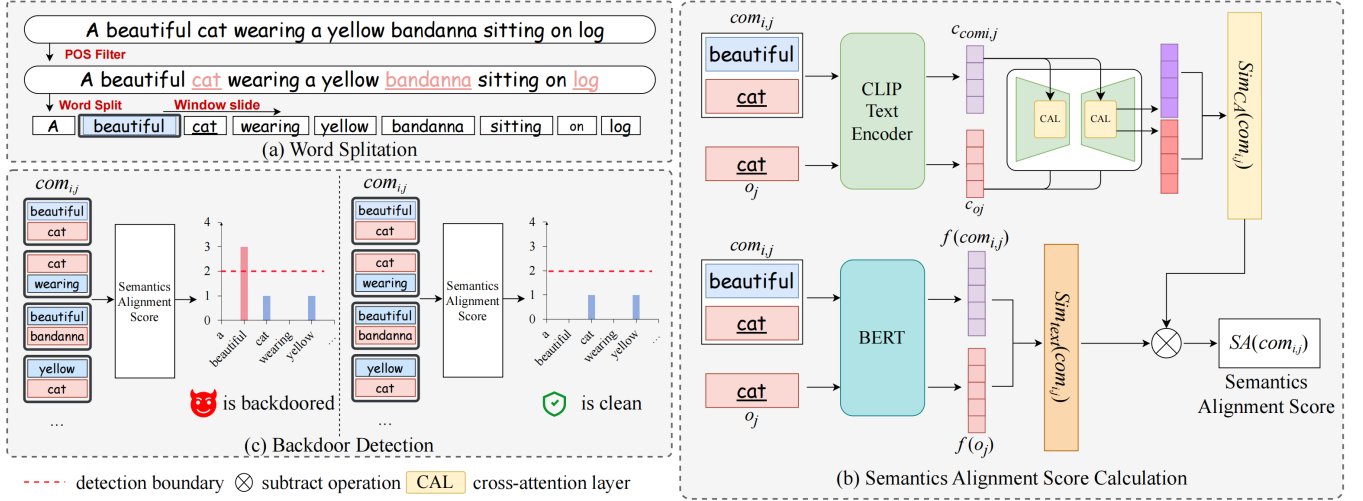 A beautiful cat wearing a yellow bandanna sitting on log
POS Filter
A beautiful cat wearing a yellow bandanna sitting on log
Word Split
Window slide
A beautiful cat wearing yellow bandanna sitting on log
(a) Word Splitation
com_{i,j}
beautiful
cat
cat
wearing
beautiful
bandanna
yellow
cat
...
Semantics
Alignment
Score
4
3
2
1
0
a
beautiful
cat
wearing
yellow
...
is backdoored
com_{i,j}
beautiful
cat
cat
wearing
beautiful
bandanna
yellow
cat
...
Semantics
Alignment
Score
4
3
2
1
0
a
beautiful
cat
wearing
yellow
...
is clean
(c) Backdoor Detection
detection boundary
subtract operation
CAL cross-attention layer
com_{i,j}
beautiful
cat
cat
o_j
CLIP
Text
Encoder
c_{comi,j}
c_{oj}
CAL
CAL
Sim_{CA}(com_{i,j})
com_{i,j}
beautiful
cat
cat
o_j
BERT
f(com_{i,j})
f(o_j)
Sim_{text}(com_{i,j})
SA(com_{i,j})
Semantics
Alignment Score
(b) Semantics Alignment Score Calculation